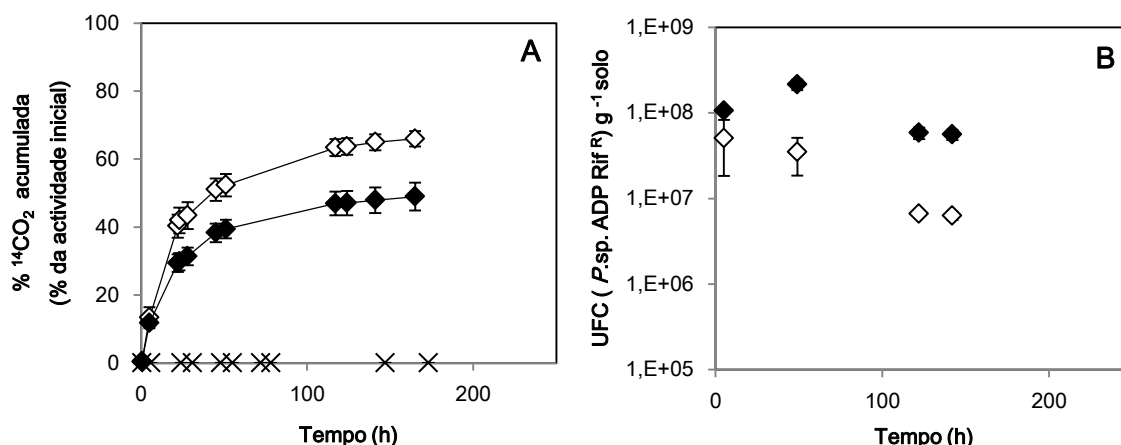 % ¹⁴CO₂ acumulada
(% da actividade inicial)
100
80
60
40
20
0
A
0
100
200
Tempo (h)
UFC ( P.sp. ADP Rif ᴿ) g ⁻¹ solo
1,E+09
1,E+08
1,E+07
1,E+06
1,E+05
B
0
100
200
Tempo (h)